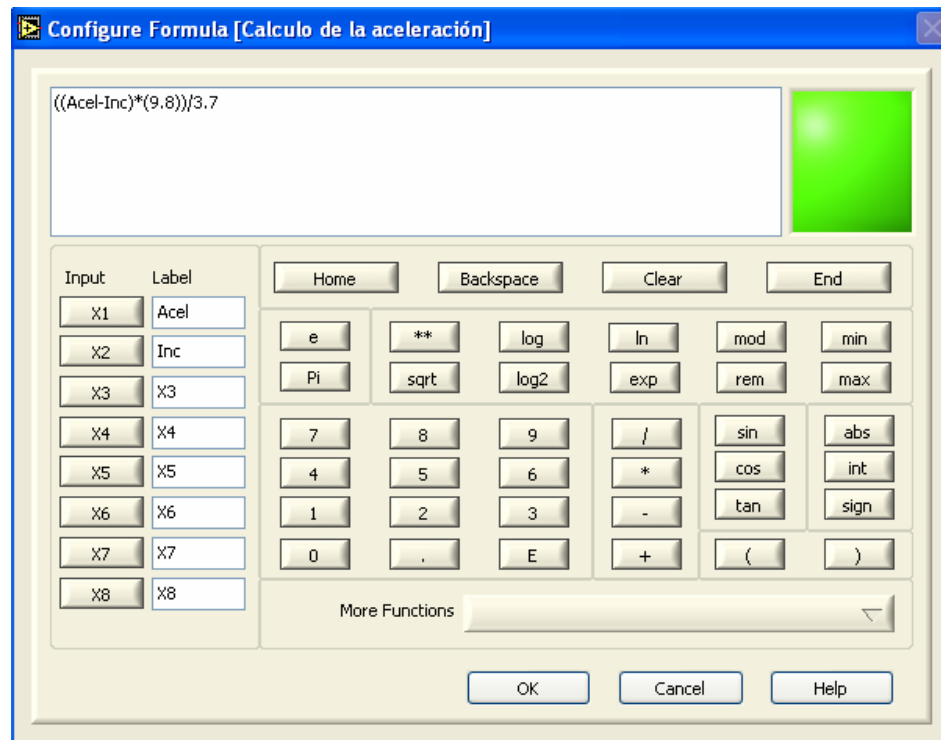 Configure Formula [Calculo de la aceleración]
((Acel-Inc)*(9.8))/3.7
Input Label
Home Backspace Clear End
X1 Acel
X2 Inc
X3 X3
X4 X4
X5 X5
X6 X6
X7 X7
X8 X8
e ** log ln mod min
Pi sqrt log2 exp rem max
7 8 9 / sin abs
4 5 6 * cos int
1 2 3 - tan sign
0 . E + ( )
More Functions
OK Cancel Help